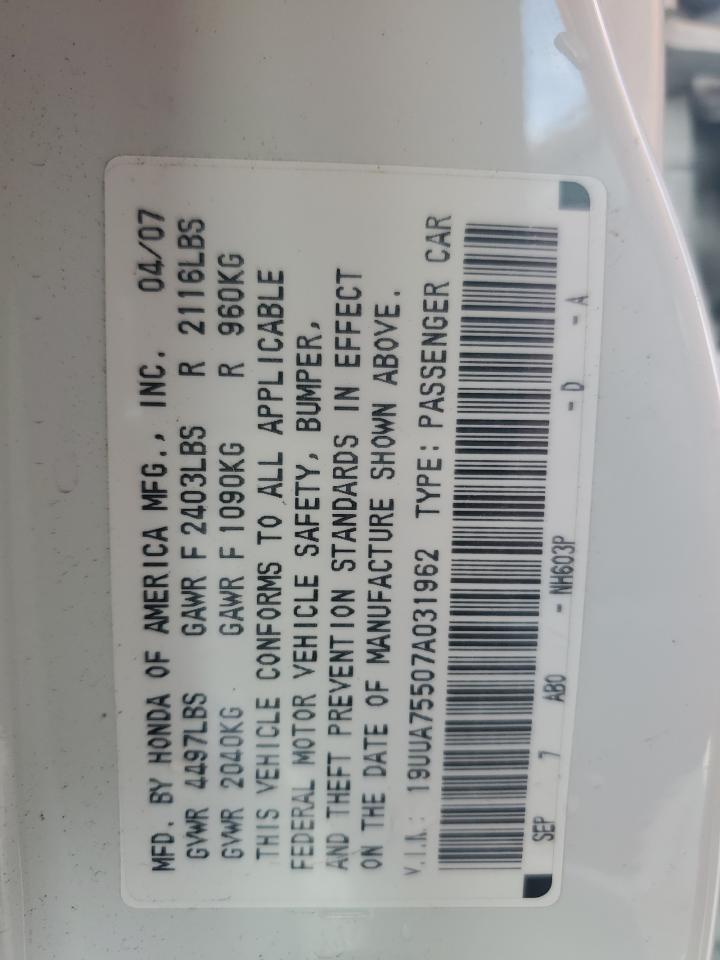 MFD. BY HONDA OF AMERICA MFG., INC. 04/07
GVWR 4497LBS GAWR F 2403LBS R 2116LBS
GVWR 2040KG GAWR F 1090KG R 960KG
THIS VEHICLE CONFORMS TO ALL APPLICABLE
FEDERAL MOTOR VEHICLE SAFETY, BUMPER,
AND THEFT PREVENTION STANDARDS IN EFFECT
ON THE DATE OF MANUFACTURE SHOWN ABOVE.
V.I.N.: 19UUA75507A031962 TYPE: PASSENGER CAR
SEP 7 AB0 - NH603P - D - A